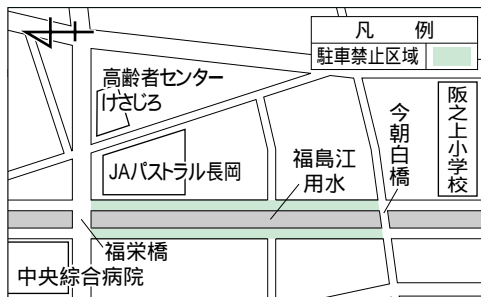 凡 例
駐車禁止区域
高齢者センター
けさじろ
阪之上小学校
今朝白橋
JAパストラル長岡
福島江
用水
福栄橋
中央綜合病院